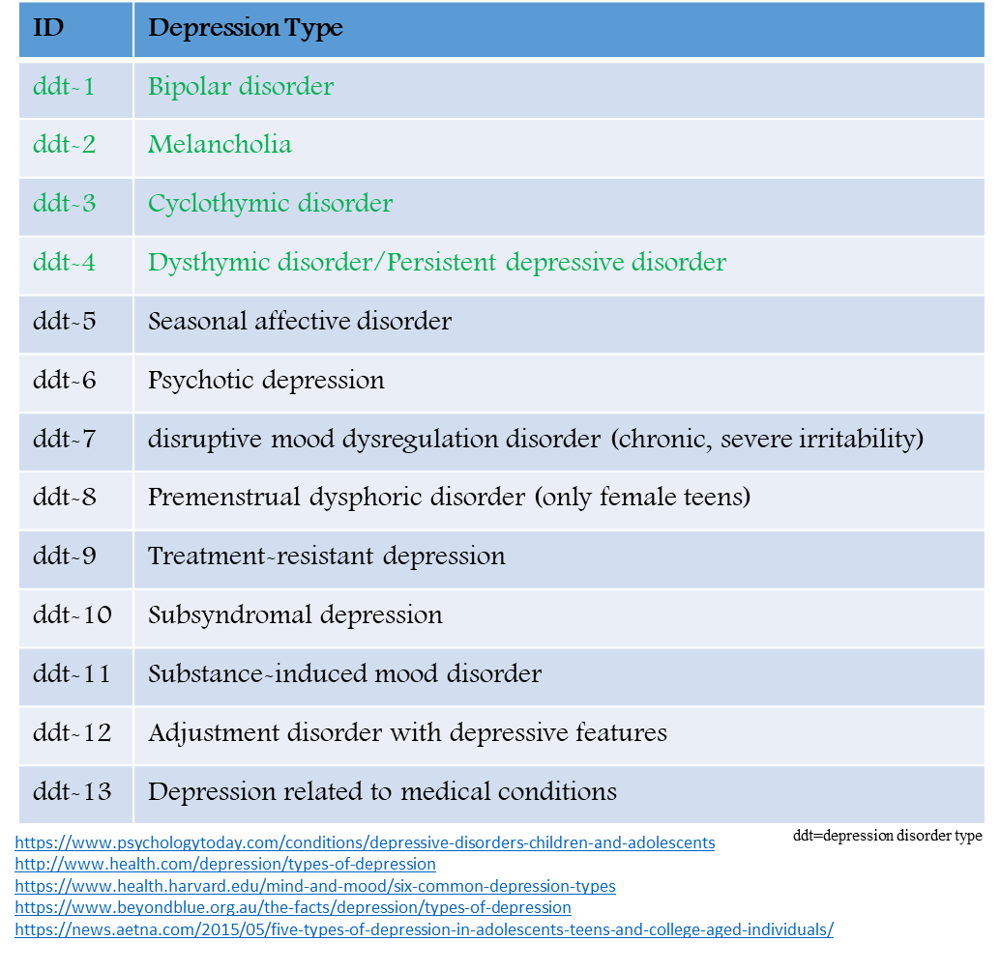 ID Depression Type
ddt-1 Bipolar disorder
ddt-2 Melancholia
ddt-3 Cyclothymic disorder
ddt-4 Dysthymic disorder/Persistent depressive disorder
ddt-5 Seasonal affective disorder
ddt-6 Psychotic depression
ddt-7 disruptive mood dysregulation disorder (chronic, severe irritability)
ddt-8 Premenstrual dysphoric disorder (only female teens)
ddt-9 Treatment-resistant depression
ddt-10 Subsyndromal depression
ddt-11 Substance-induced mood disorder
ddt-12 Adjustment disorder with depressive features
ddt-13 Depression related to medical conditions
ddt=depression disorder type
https://www.psychologytoday.com/conditions/depressive-disorders-children-and-adolescents
http://www.health.com/depression/types-of-depression
https://www.health.harvard.edu/mind-and-mood/six-common-depression-types
https://www.beyondblue.org.au/the-facts/depression/types-of-depression
https://news.aetna.com/2015/05/five-types-of-depression-in-adolescents-teens-and-college-aged-individuals/